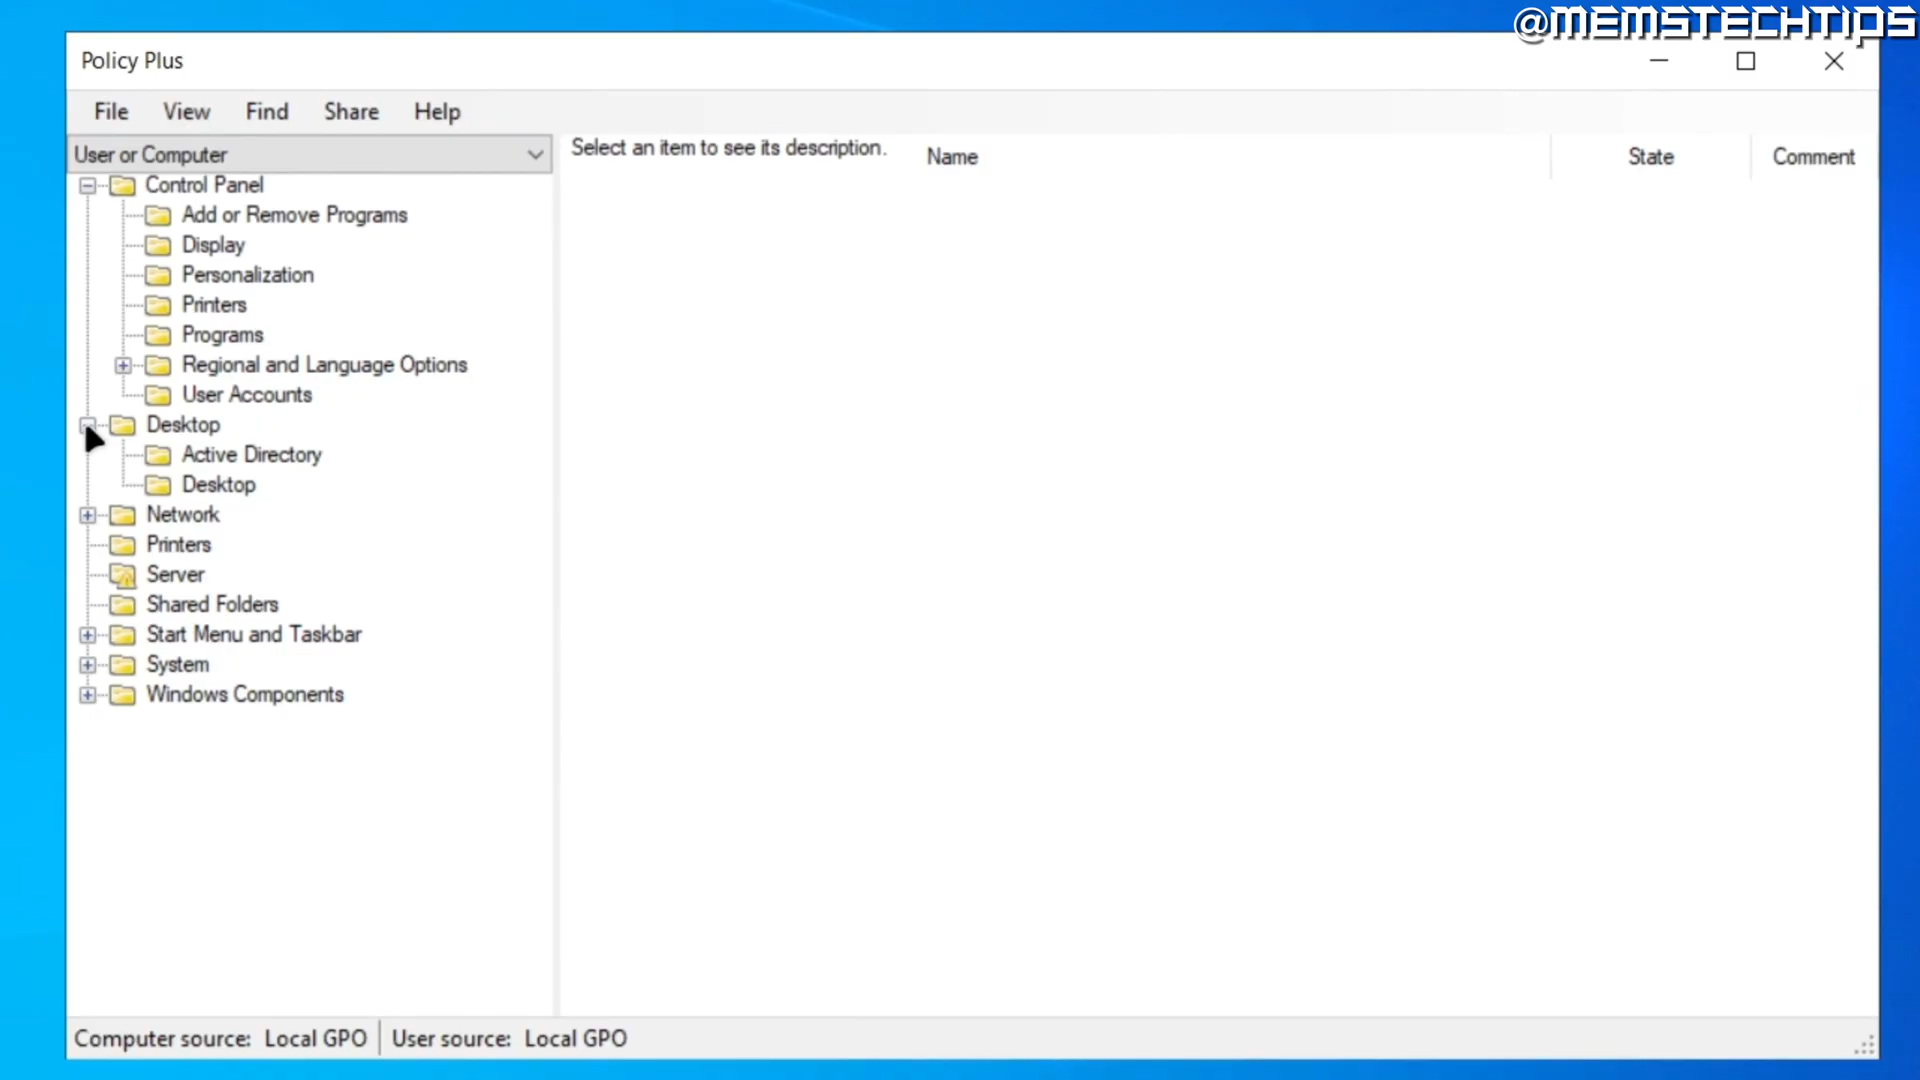 @MEMSTECHTIPS
Policy Plus
File View Find Share Help
User or Computer
Select an item to see its description.
Name State Comment
Control Panel
Add or Remove Programs
Display
Personalization
Printers
Programs
Regional and Language Options
User Accounts
Desktop
Active Directory
Desktop
Network
Printers
Server
Shared Folders
Start Menu and Taskbar
System
Windows Components
Computer source: Local GPO User source: Local GPO